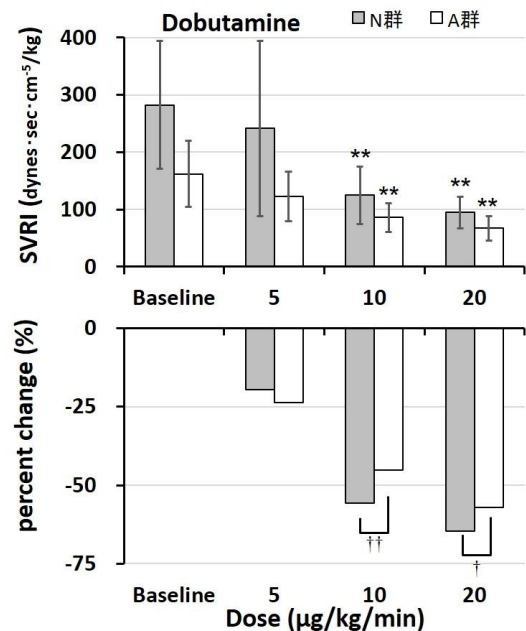 Dobutamine
N群 A群
SVRI (dynes·sec·cm-5/kg)
400
300
200
100
0
**
**
**
**
Baseline 5 10 20
percent change (%)
0
-25
-50
-75
††
†
Baseline 5 10 20
Dose (µg/kg/min)